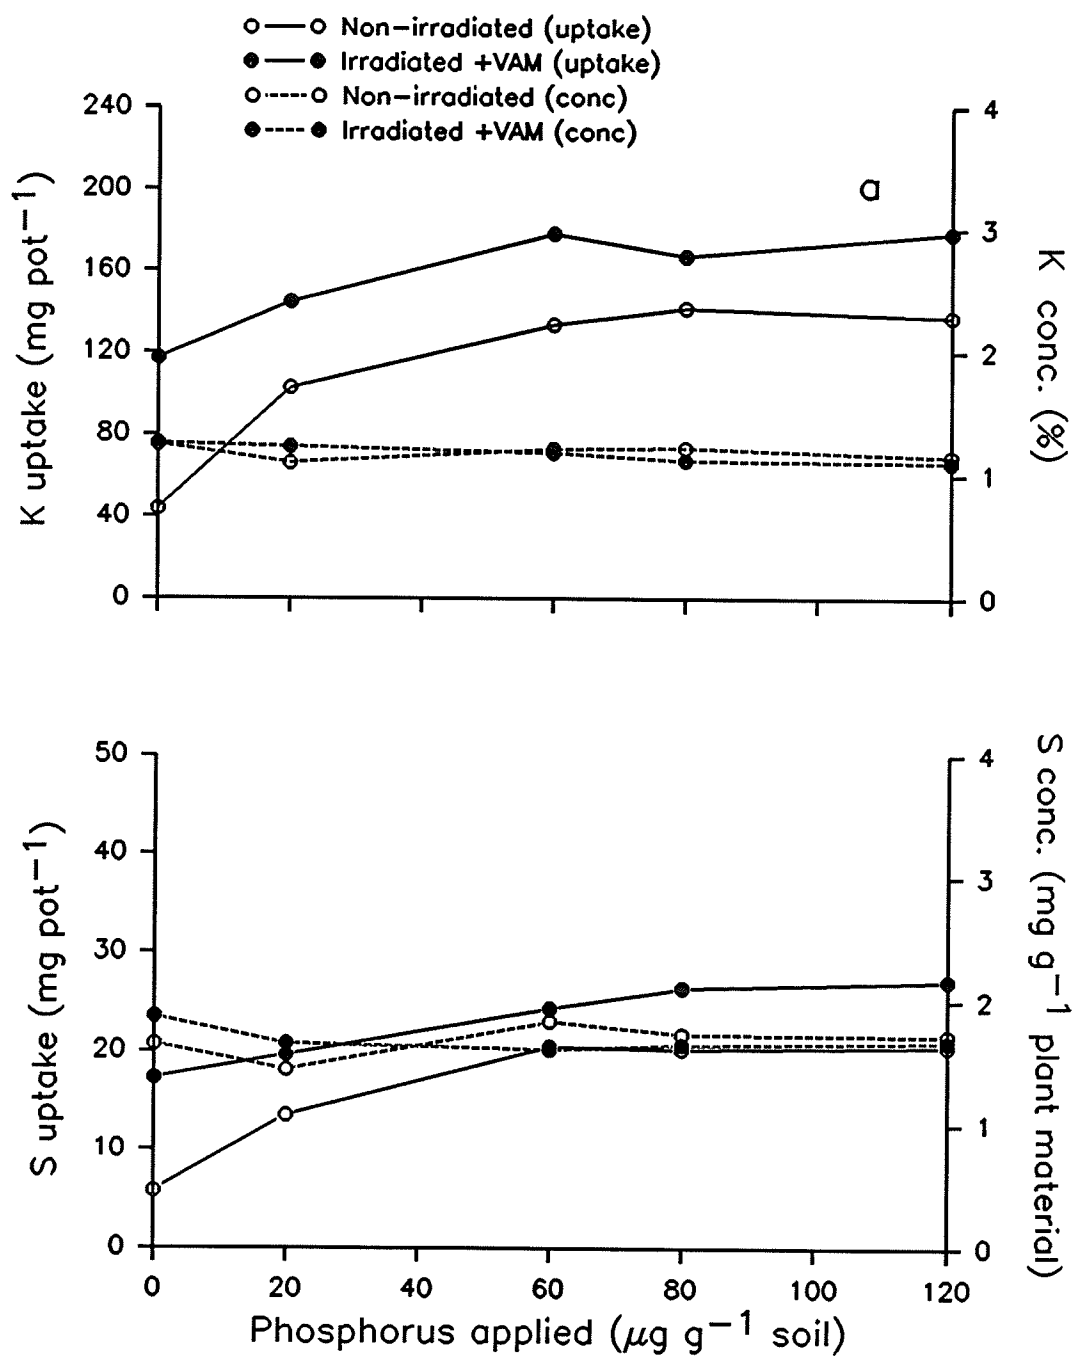 Non-irradiated (uptake)
Irradiated +VAM (uptake)
Non-irradiated (conc)
Irradiated +VAM (conc)
a
K uptake (mg pot⁻¹)
240
200
160
120
80
40
0
4
3
2
1
0
K conc. (%)
S uptake (mg pot⁻¹)
50
40
30
20
10
0
4
3
2
1
0
S conc. (mg g⁻¹ plant material)
0 20 40 60 80 100 120
Phosphorus applied (μg g⁻¹ soil)